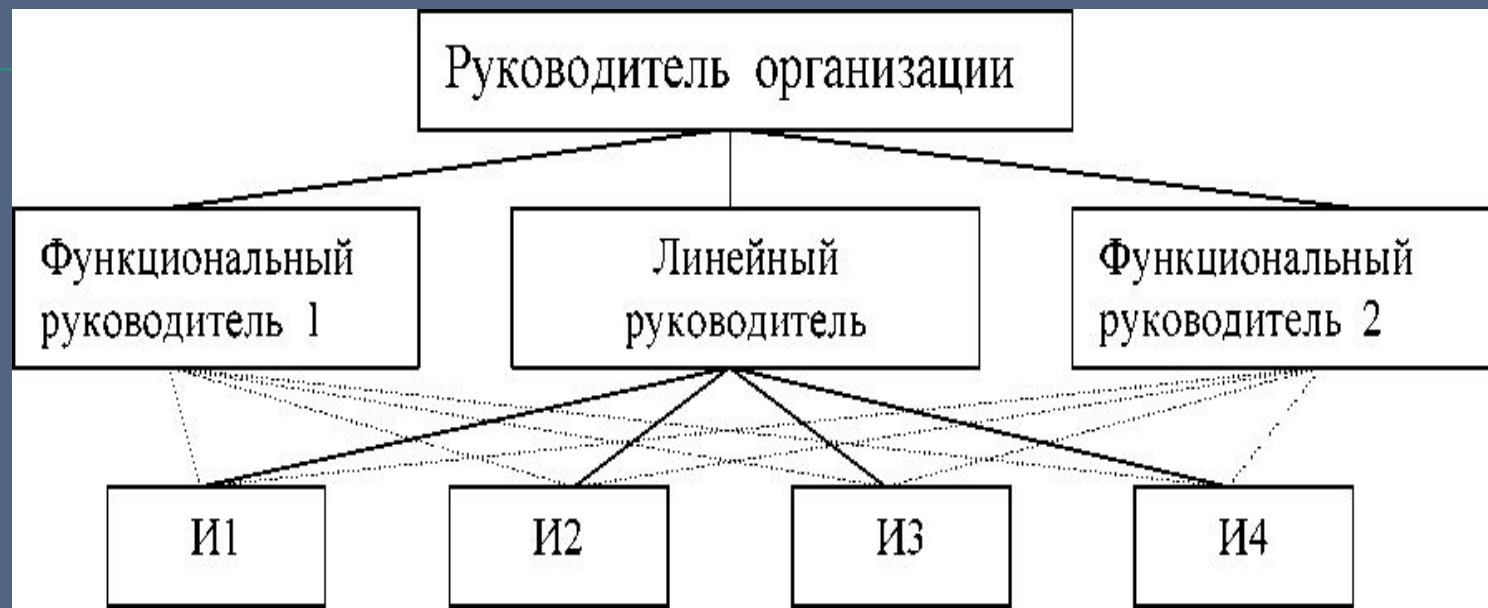 Руководитель организации
Функциональный
руководитель 1
Линейный
руководитель
Функциональный
руководитель 2
И1
И2
И3
И4